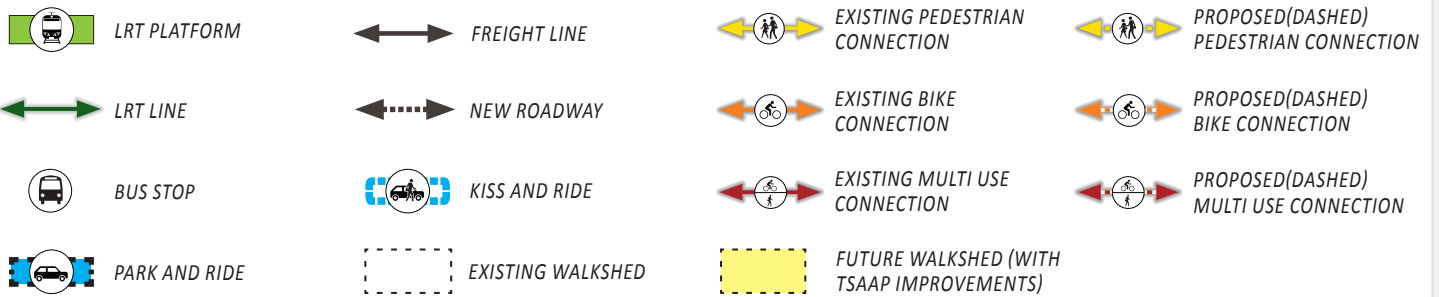 LRT PLATFORM
FREIGHT LINE
EXISTING PEDESTRIAN
CONNECTION
PROPOSED(DASHED)
PEDESTRIAN CONNECTION
LRT LINE
NEW ROADWAY
EXISTING BIKE
CONNECTION
PROPOSED(DASHED)
BIKE CONNECTION
BUS STOP
KISS AND RIDE
EXISTING MULTI USE
CONNECTION
PROPOSED(DASHED)
MULTI USE CONNECTION
PARK AND RIDE
EXISTING WALKSHED
FUTURE WALKSHED (WITH
TSAAP IMPROVEMENTS)